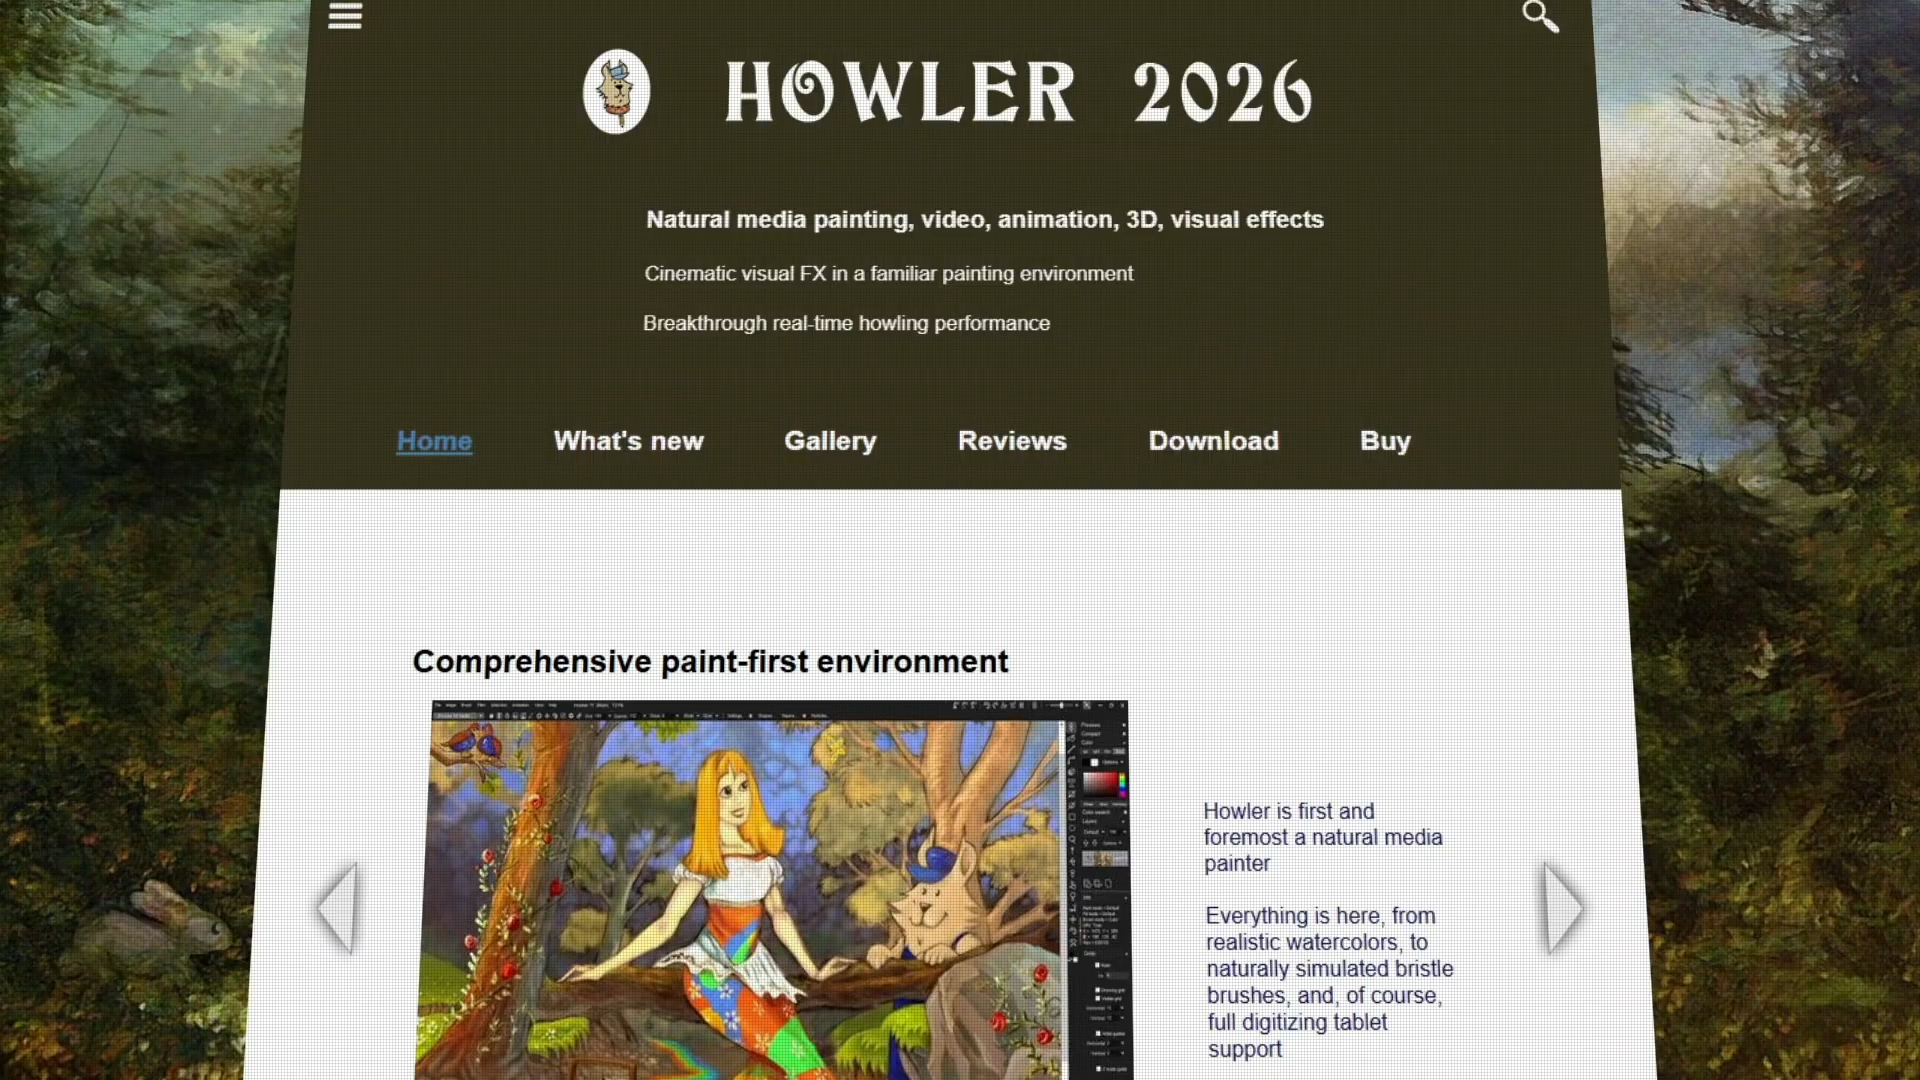 HOWLER 2026
Natural media painting, video, animation, 3D, visual effects
Cinematic visual FX in a familiar painting environment
Breakthrough real-time howling performance
Home What's new Gallery Reviews Download Buy
Comprehensive paint-first environment
Howler is first and
foremost a natural media
painter
Everything is here, from
realistic watercolors, to
naturally simulated bristle
brushes, and, of course,
full digitizing tablet
support